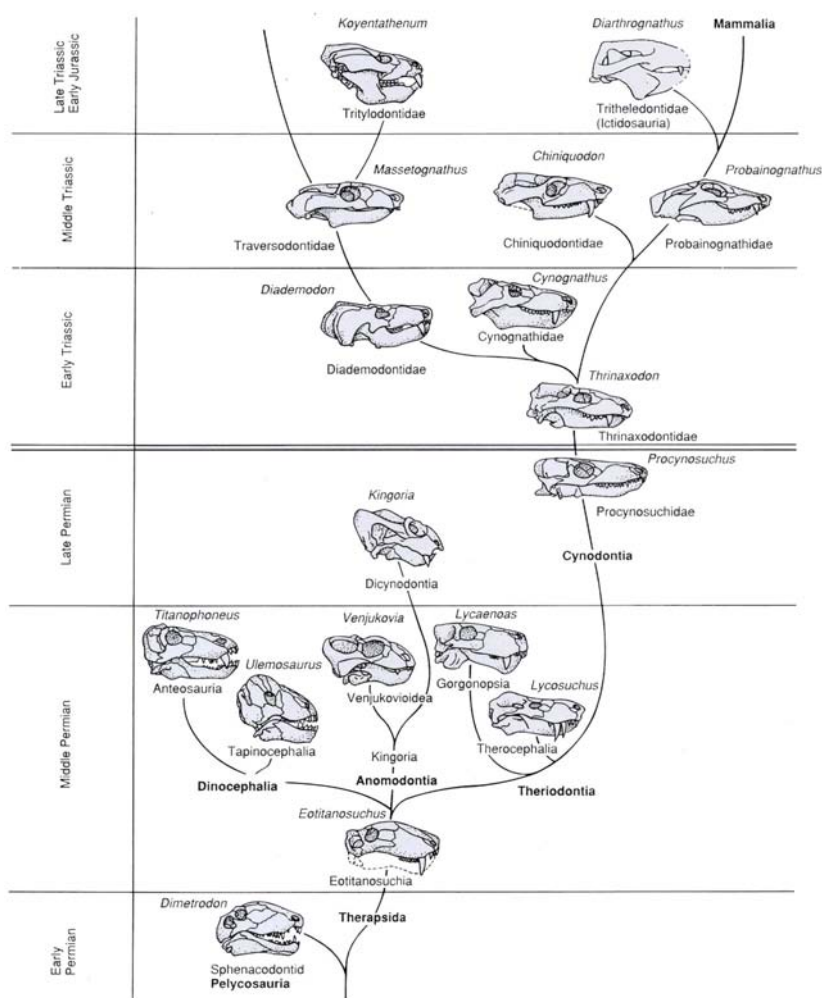 Late Triassic
Early Jurassic
Koyentathenum
Diarthrognathus
Mammalia
Tritylodontidae
Tritheledontidae
(Ictidosauria)
Middle Triassic
Massetognathus
Chiniquodon
Probainognathus
Traversodontidae
Chiniquodontidae
Probainognathidae
Early Triassic
Diademodon
Cynognathus
Cynognathidae
Diademodontidae
Thrinaxodon
Thrinaxodontidae
Late Permian
Procynosuchus
Kingoria
Procynosuchidae
Dicynodontia
Cynodontia
Middle Permian
Titanophoneus
Venjukovia
Lycaenoas
Ulemosaurus
Lycosuchus
Anteosauria
Venjukovioidea
Gorgonopsia
Tapinocephalia
Kingoria
Therocephalia
Dinocephalia
Anomodontia
Theriodontia
Eotitanosuchus
Eotitanosuchia
Early
Permian
Dimetrodon
Therapsida
Sphenacodontid
Pelycosauria